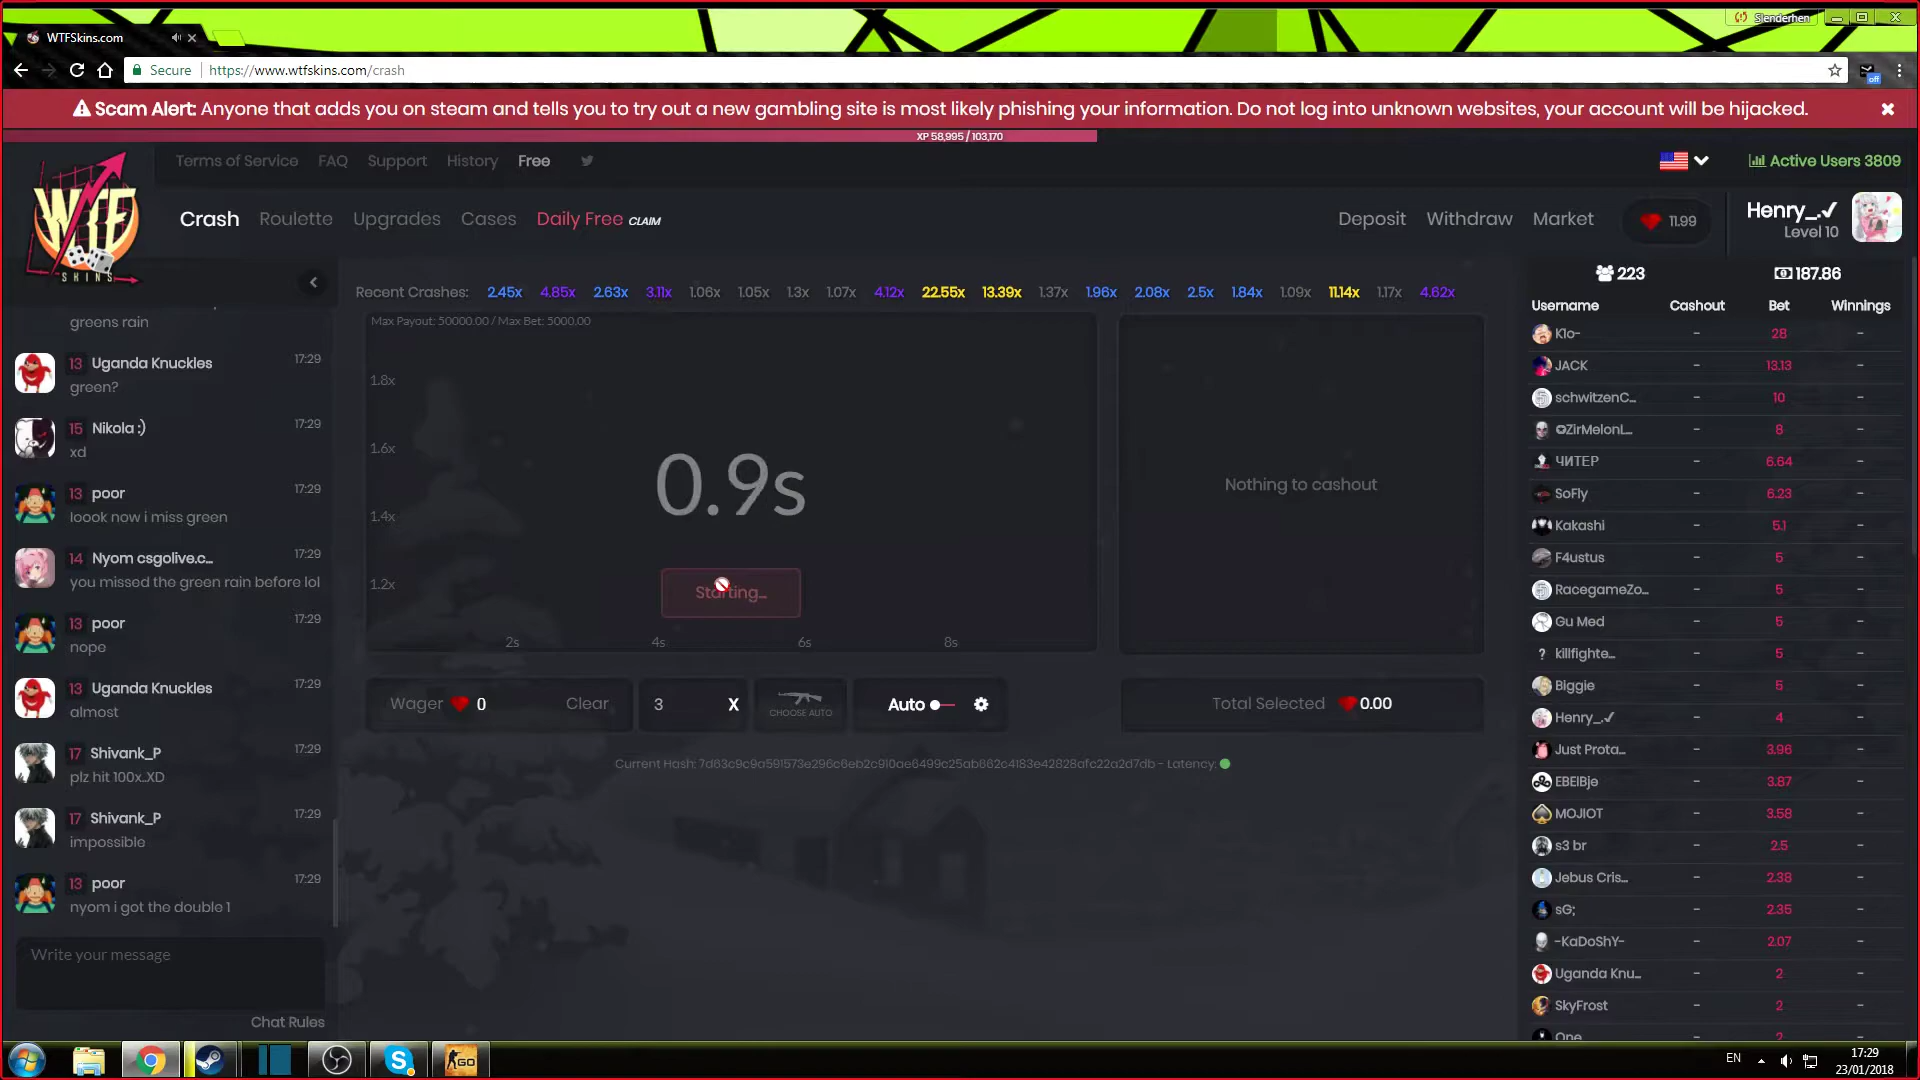 Slenderhen
WTFSkins.com
Secure https://www.wtfskins.com/crash
off
Scam Alert: Anyone that adds you on steam and tells you to try out a new gambling site is most likely phishing your information. Do not log into unknown websites, your account will be hijacked.
XP 58,995 / 103,170
Terms of Service FAQ Support History Free
Active Users 3809
WTF
SKINS
Crash Roulette Upgrades Cases Daily Free CLAIM
Deposit Withdraw Market 11.99
Henry_.✓
Level 10
Recent Crashes: 2.45x 4.85x 2.63x 3.11x 1.06x 1.05x 1.3x 1.07x 4.12x 22.55x 13.39x 1.37x 1.96x 2.08x 2.5x 1.84x 1.09x 11.14x 1.17x 4.62x
Max Payout: 50000.00 / Max Bet: 5000.00
1.8x
1.6x
1.4x
1.2x
0.9s
Starting...
2s 4s 6s 8s
Nothing to cashout
Wager 0 Clear
3 X
CHOOSE AUTO
Auto
Total Selected 0.00
Current Hash: 7d63c9c9a591573e296c6eb2c910ae6499c25ab662c4183e42828afc22a2d7db - Latency:
greens rain
13 Uganda Knuckles 17:29
green?
15 Nikola :) 17:29
xd
13 poor 17:29
loook now i miss green
14 Nyom csgolive.c... 17:29
you missed the green rain before lol
13 poor 17:29
nope
13 Uganda Knuckles 17:29
almost
17 Shivank_P 17:29
plz hit 100x..XD
17 Shivank_P 17:29
impossible
13 poor 17:29
nyom i got the double 1
Write your message
Chat Rules
223 187.86
Username Cashout Bet Winnings
K1o- - 28 -
JACK - 13.13 -
schwitzenC... - 10 -
✪ZirMelonL... - 8 -
ЧИТЕР - 6.64 -
SoFly - 6.23 -
Kakashi - 5.1 -
F4ustus - 5 -
RacegameZo... - 5 -
Gu Med - 5 -
killfighte... - 5 -
Biggie - 5 -
Henry_.✓ - 4 -
Just Prota... - 3.96 -
EBEIBje - 3.87 -
MOJIOT - 3.58 -
s3 br - 2.5 -
Jebus Cris... - 2.38 -
sG; - 2.35 -
-KaDoShY- - 2.07 -
Uganda Knu... - 2 -
SkyFrost - 2 -
One - 2 -
GO
EN
17:29
23/01/2018